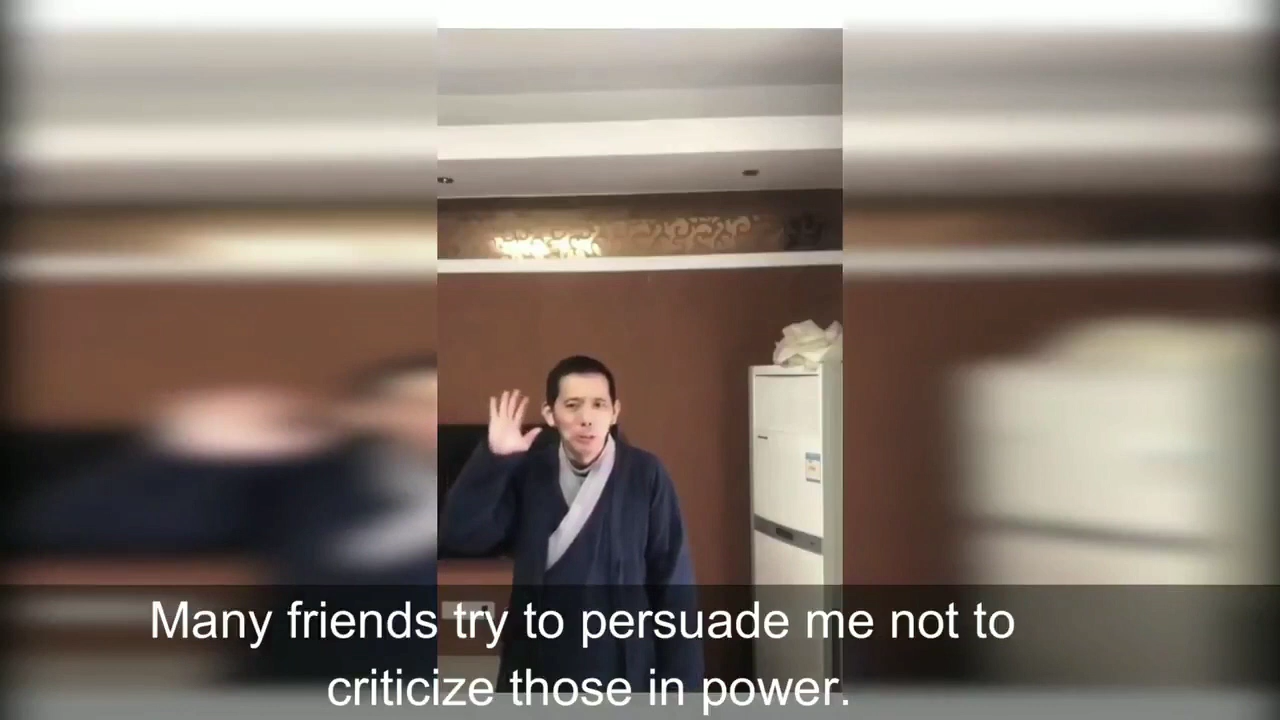 Many friends try to persuade me not to
criticize those in power.